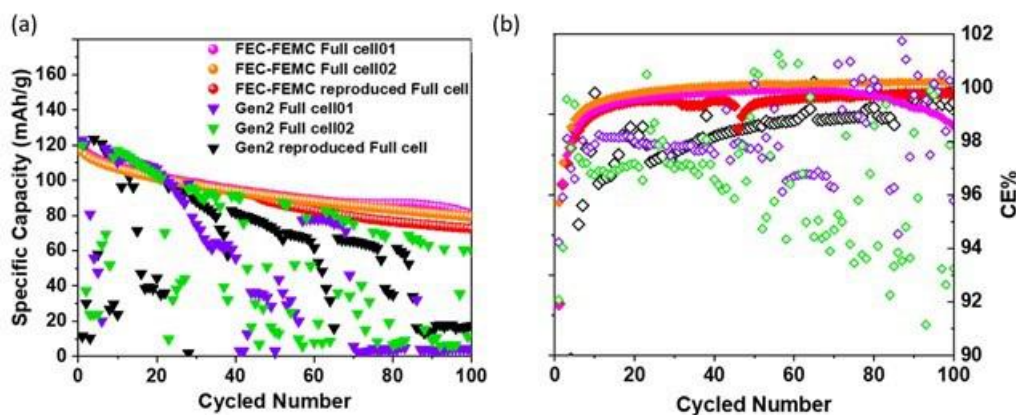 (a)
FEC-FEMC Full cell01
FEC-FEMC Full cell02
FEC-FEMC reproduced Full cell
Gen2 Full cell01
Gen2 Full cell02
Gen2 reproduced Full cell
Specific Capacity (mAh/g)
160
140
120
100
80
60
40
20
0
0 20 40 60 80 100
Cycled Number
(b)
102
100
98
96
94
92
90
CE%
0 20 40 60 80 100
Cycled Number